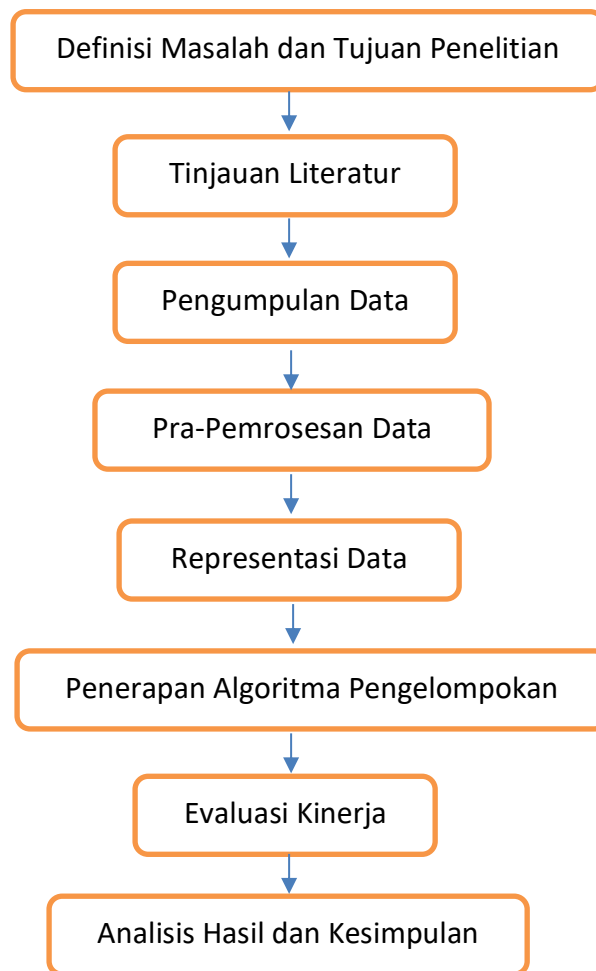 Definisi Masalah dan Tujuan Penelitian
Tinjauan Literatur
Pengumpulan Data
Pra-Pemrosesan Data
Representasi Data
Penerapan Algoritma Pengelompokan
Evaluasi Kinerja
Analisis Hasil dan Kesimpulan